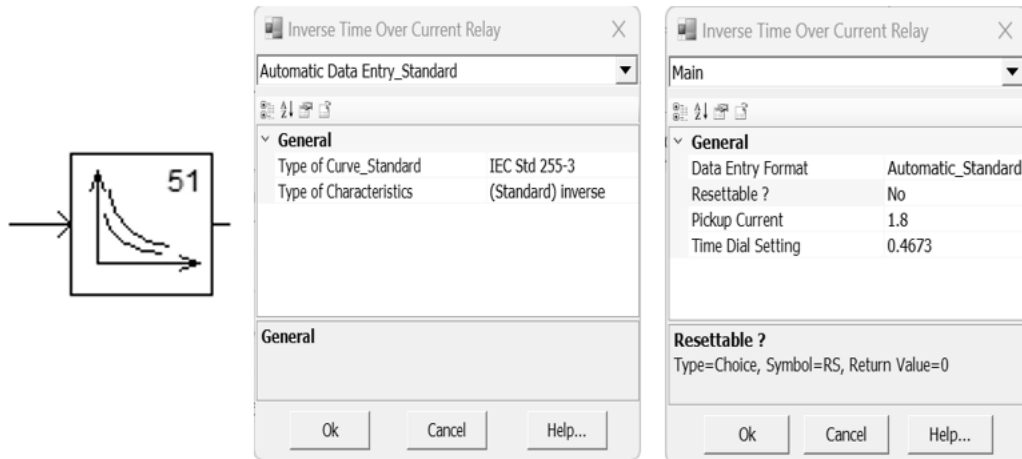 51
Inverse Time Over Current Relay
Automatic Data Entry_Standard
General
Type of Curve_Standard IEC Std 255-3
Type of Characteristics (Standard) inverse
General
Ok Cancel Help...
Inverse Time Over Current Relay
Main
General
Data Entry Format Automatic_Standard
Resettable ? No
Pickup Current 1.8
Time Dial Setting 0.4673
Resettable ?
Type=Choice, Symbol=RS, Return Value=0
Ok Cancel Help...